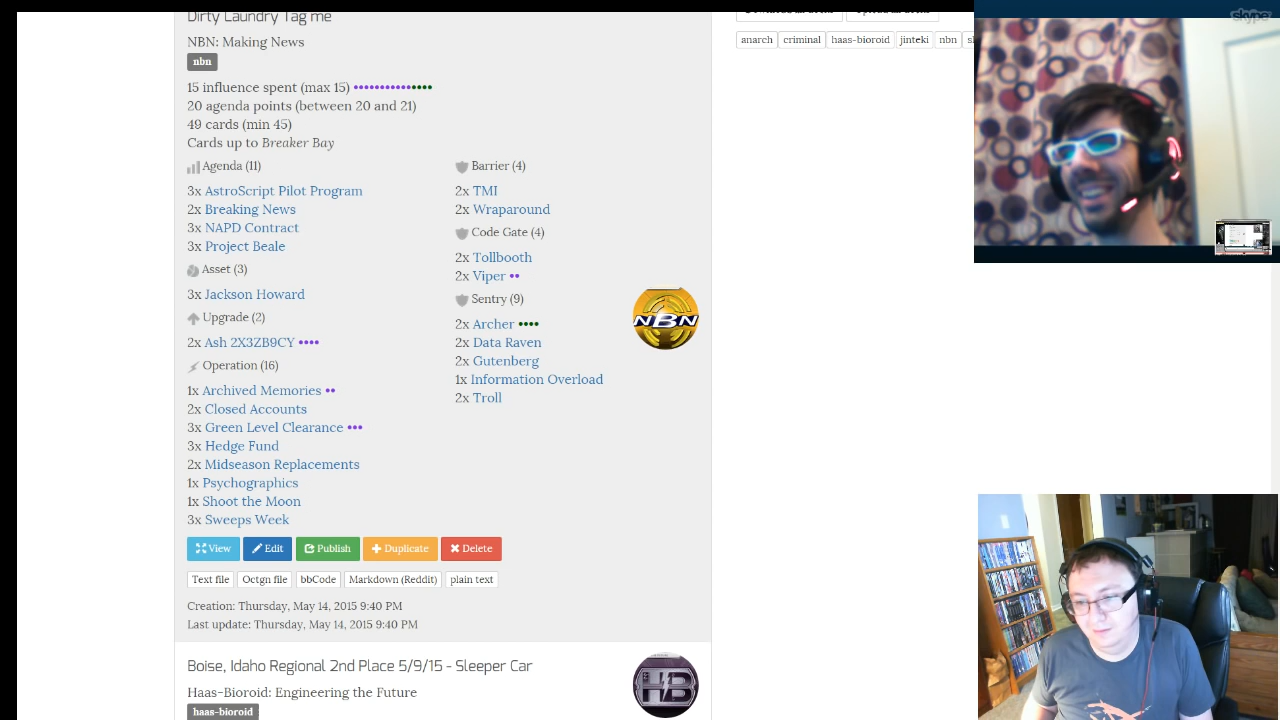 Dirty Laundry Tag me
NBN: Making News
nbn
15 influence spent (max 15)
20 agenda points (between 20 and 21)
49 cards (min 45)
Cards up to Breaker Bay
Agenda (11)
3x AstroScript Pilot Program
2x Breaking News
3x NAPD Contract
3x Project Beale
Asset (3)
3x Jackson Howard
Upgrade (2)
2x Ash 2X3ZB9CY
Operation (16)
1x Archived Memories
2x Closed Accounts
3x Green Level Clearance
3x Hedge Fund
2x Midseason Replacements
1x Psychographics
1x Shoot the Moon
3x Sweeps Week
Barrier (4)
2x TMI
2x Wraparound
Code Gate (4)
2x Tollbooth
2x Viper
Sentry (9)
2x Archer
2x Data Raven
2x Gutenberg
1x Information Overload
2x Troll
NBN
View Edit Publish Duplicate Delete
Text file Octgn file bbCode Markdown (Reddit) plain text
Creation: Thursday, May 14, 2015 9:40 PM
Last update: Thursday, May 14, 2015 9:40 PM
Boise, Idaho Regional 2nd Place 5/9/15 - Sleeper Car
Haas-Bioroid: Engineering the Future
haas-bioroid
HB
anarch criminal haas-bioroid jinteki nbn
skype